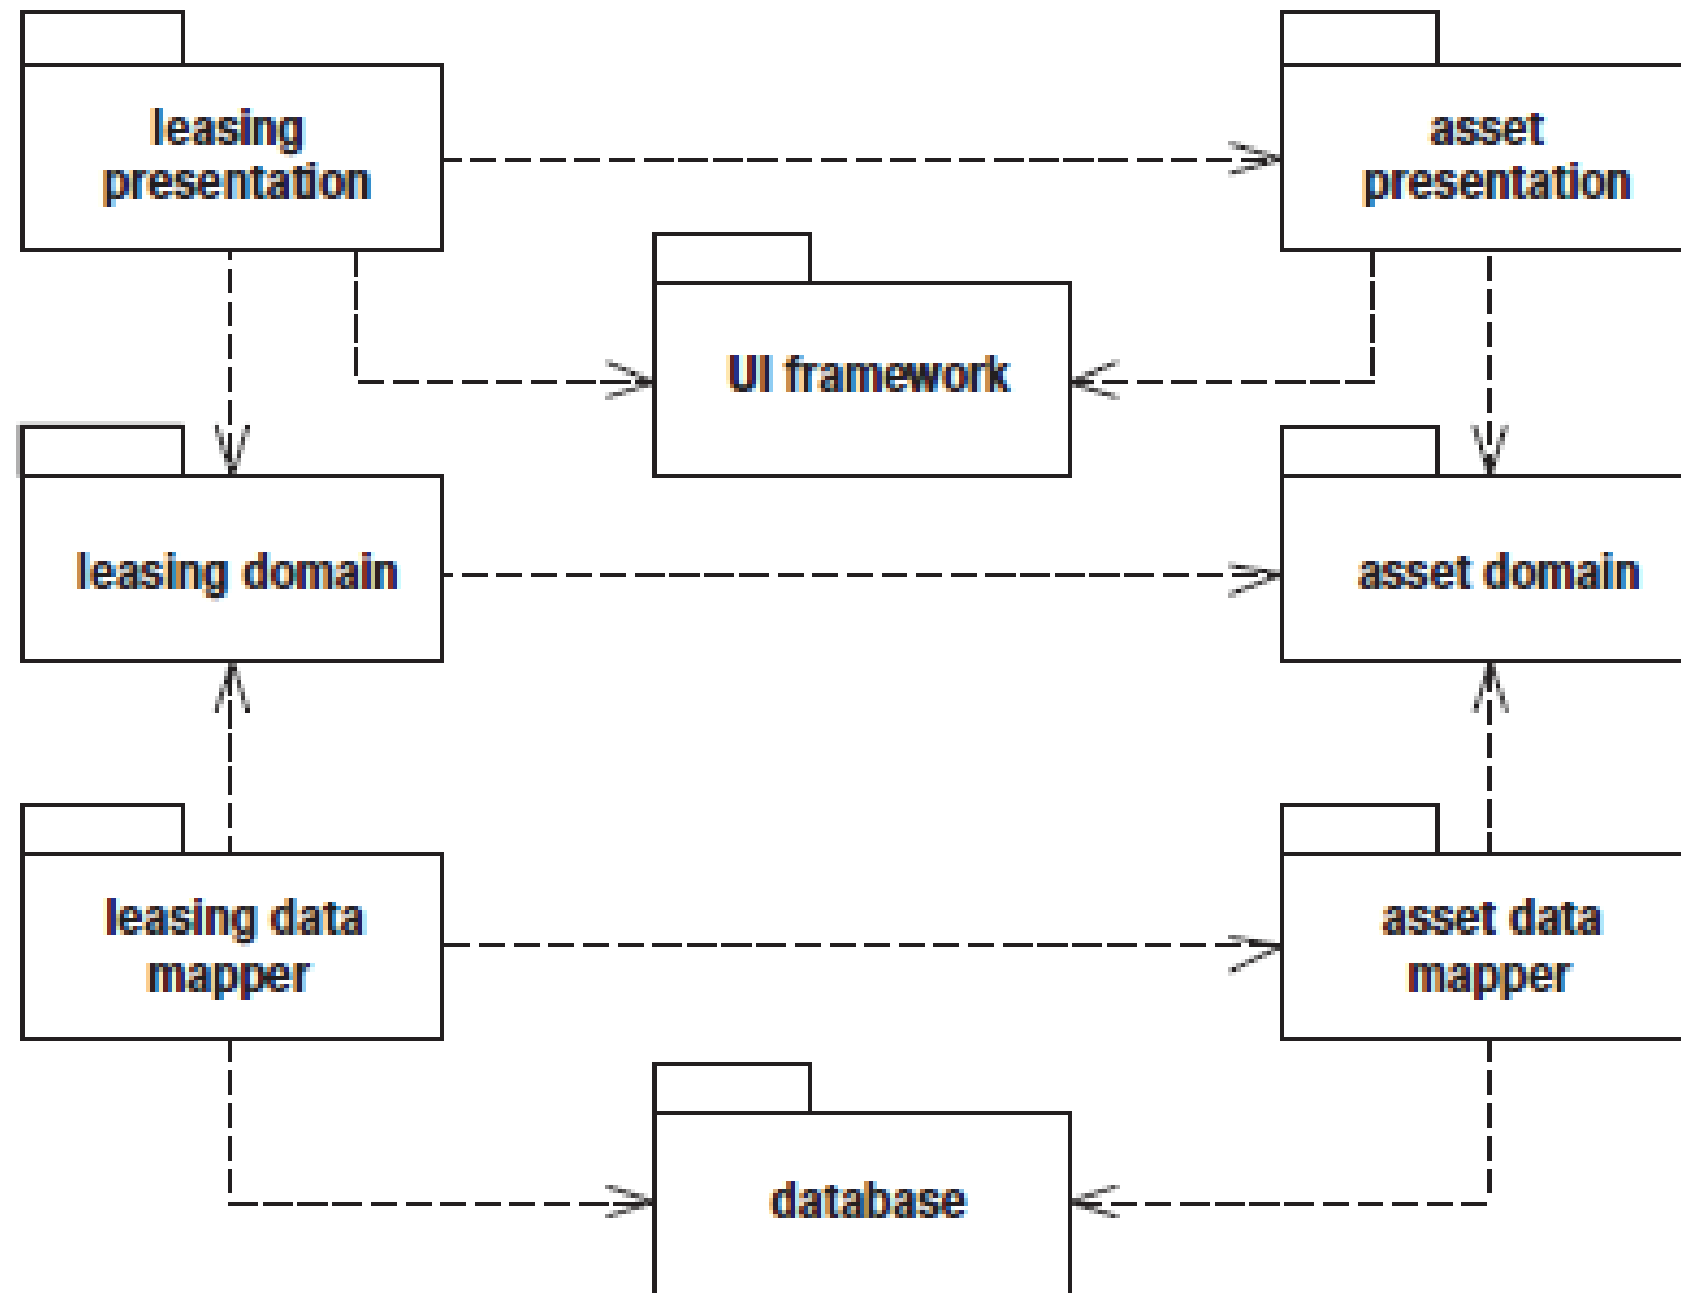 leasing
presentation
asset
presentation
UI framework
leasing domain
asset domain
leasing data
mapper
asset data
mapper
database